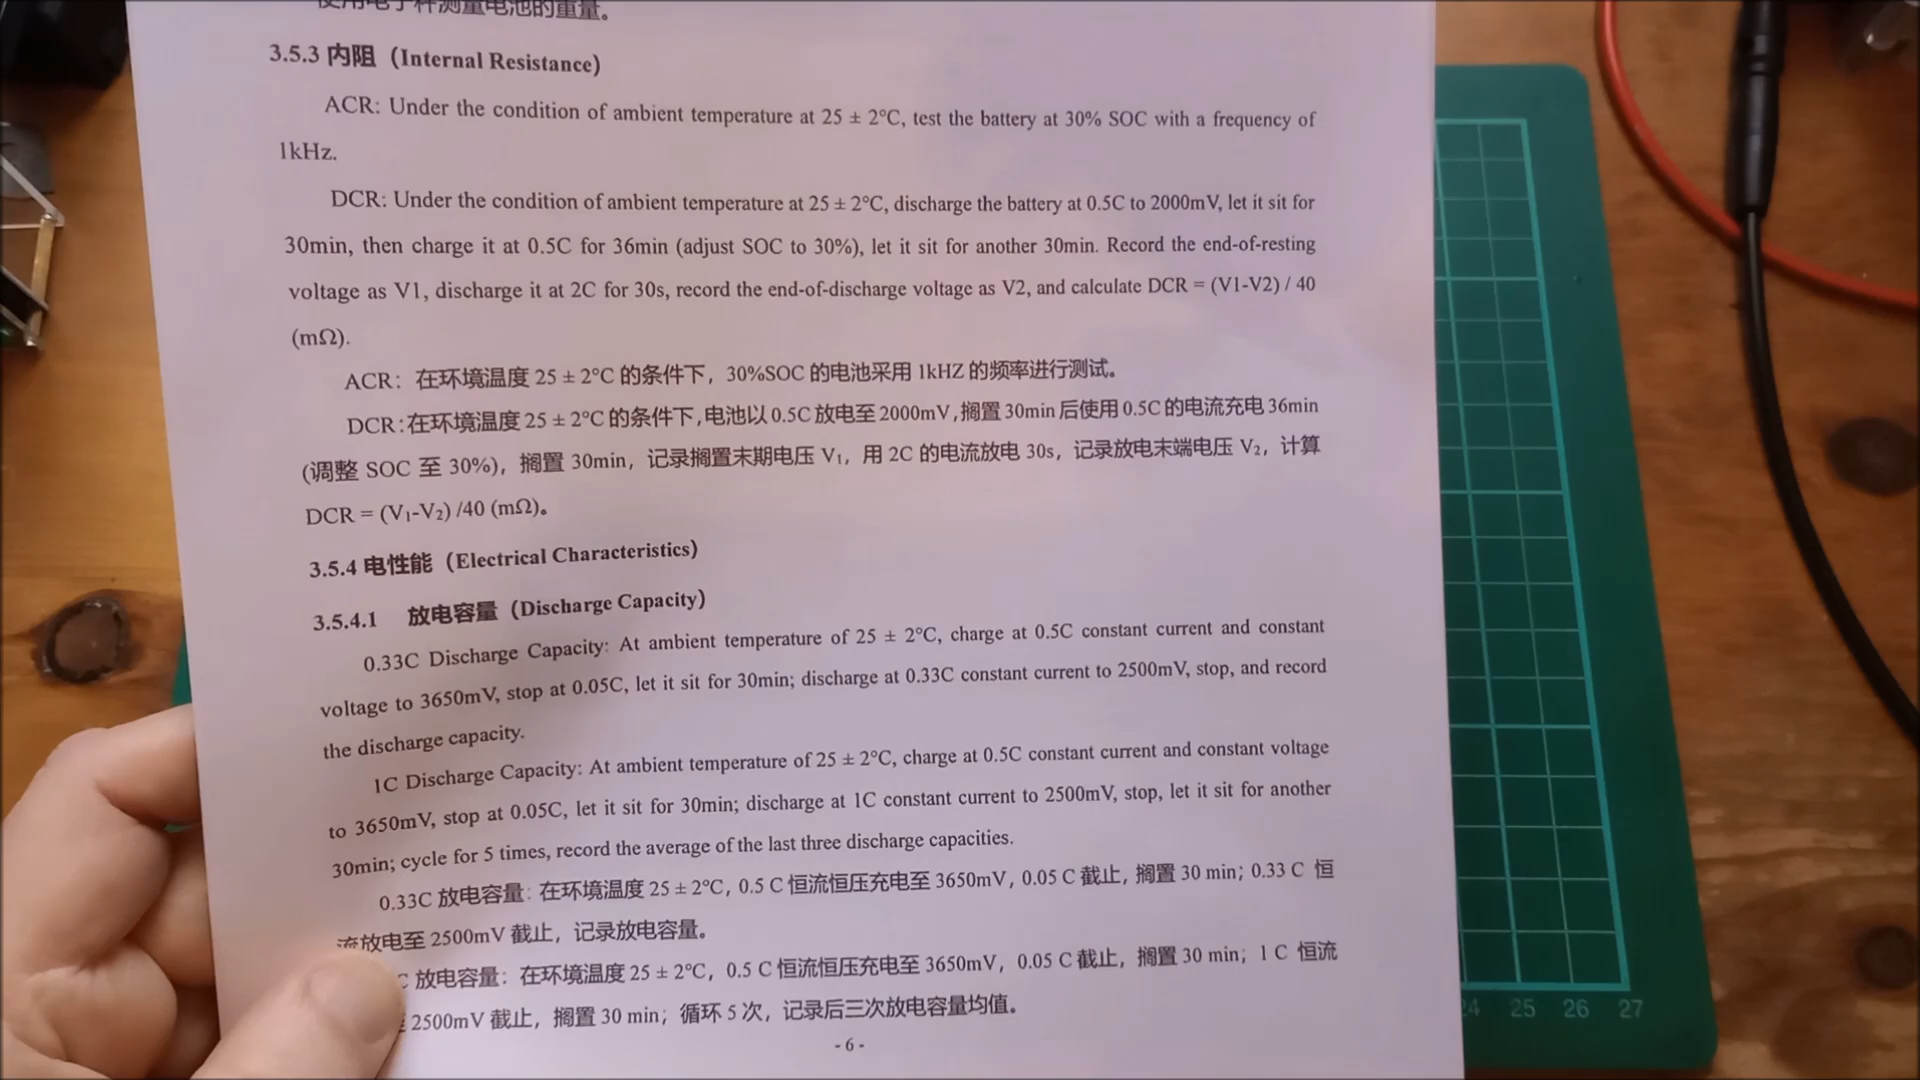 使用电子秤测量电池的重量。
3.5.3 内阻（Internal Resistance）
ACR: Under the condition of ambient temperature at 25 ± 2℃, test the battery at 30% SOC with a frequency of
1kHz.
DCR: Under the condition of ambient temperature at 25 ± 2℃, discharge the battery at 0.5C to 2000mV, let it sit for
30min, then charge it at 0.5C for 36min (adjust SOC to 30%), let it sit for another 30min. Record the end-of-resting
voltage as V1, discharge it at 2C for 30s, record the end-of-discharge voltage as V2, and calculate DCR = (V1-V2) / 40
(mΩ).
ACR：在环境温度 25 ± 2℃ 的条件下，30%SOC 的电池采用 1kHZ 的频率进行测试。
DCR：在环境温度 25 ± 2℃ 的条件下，电池以 0.5C 放电至 2000mV，搁置 30min 后使用 0.5C 的电流充电 36min
(调整 SOC 至 30%)，搁置 30min，记录搁置末期电压 V₁，用 2C 的电流放电 30s，记录放电末端电压 V₂，计算
DCR = (V₁-V₂) /40 (mΩ)。
3.5.4 电性能（Electrical Characteristics）
3.5.4.1 放电容量（Discharge Capacity）
0.33C Discharge Capacity: At ambient temperature of 25 ± 2℃, charge at 0.5C constant current and constant
voltage to 3650mV, stop at 0.05C, let it sit for 30min; discharge at 0.33C constant current to 2500mV, stop, and record
the discharge capacity.
1C Discharge Capacity: At ambient temperature of 25 ± 2℃, charge at 0.5C constant current and constant voltage
to 3650mV, stop at 0.05C, let it sit for 30min; discharge at 1C constant current to 2500mV, stop, let it sit for another
30min; cycle for 5 times, record the average of the last three discharge capacities.
0.33C 放电容量：在环境温度 25 ± 2℃, 0.5 C 恒流恒压充电至 3650mV, 0.05 C 截止, 搁置 30 min；0.33 C 恒
流放电至 2500mV 截止，记录放电容量。
C 放电容量：在环境温度 25 ± 2℃，0.5 C 恒流恒压充电至 3650mV，0.05 C 截止，搁置 30 min；1 C 恒流
2500mV 截止，搁置 30 min；循环 5 次，记录后三次放电容量均值。
- 6 -
24 25 26 27